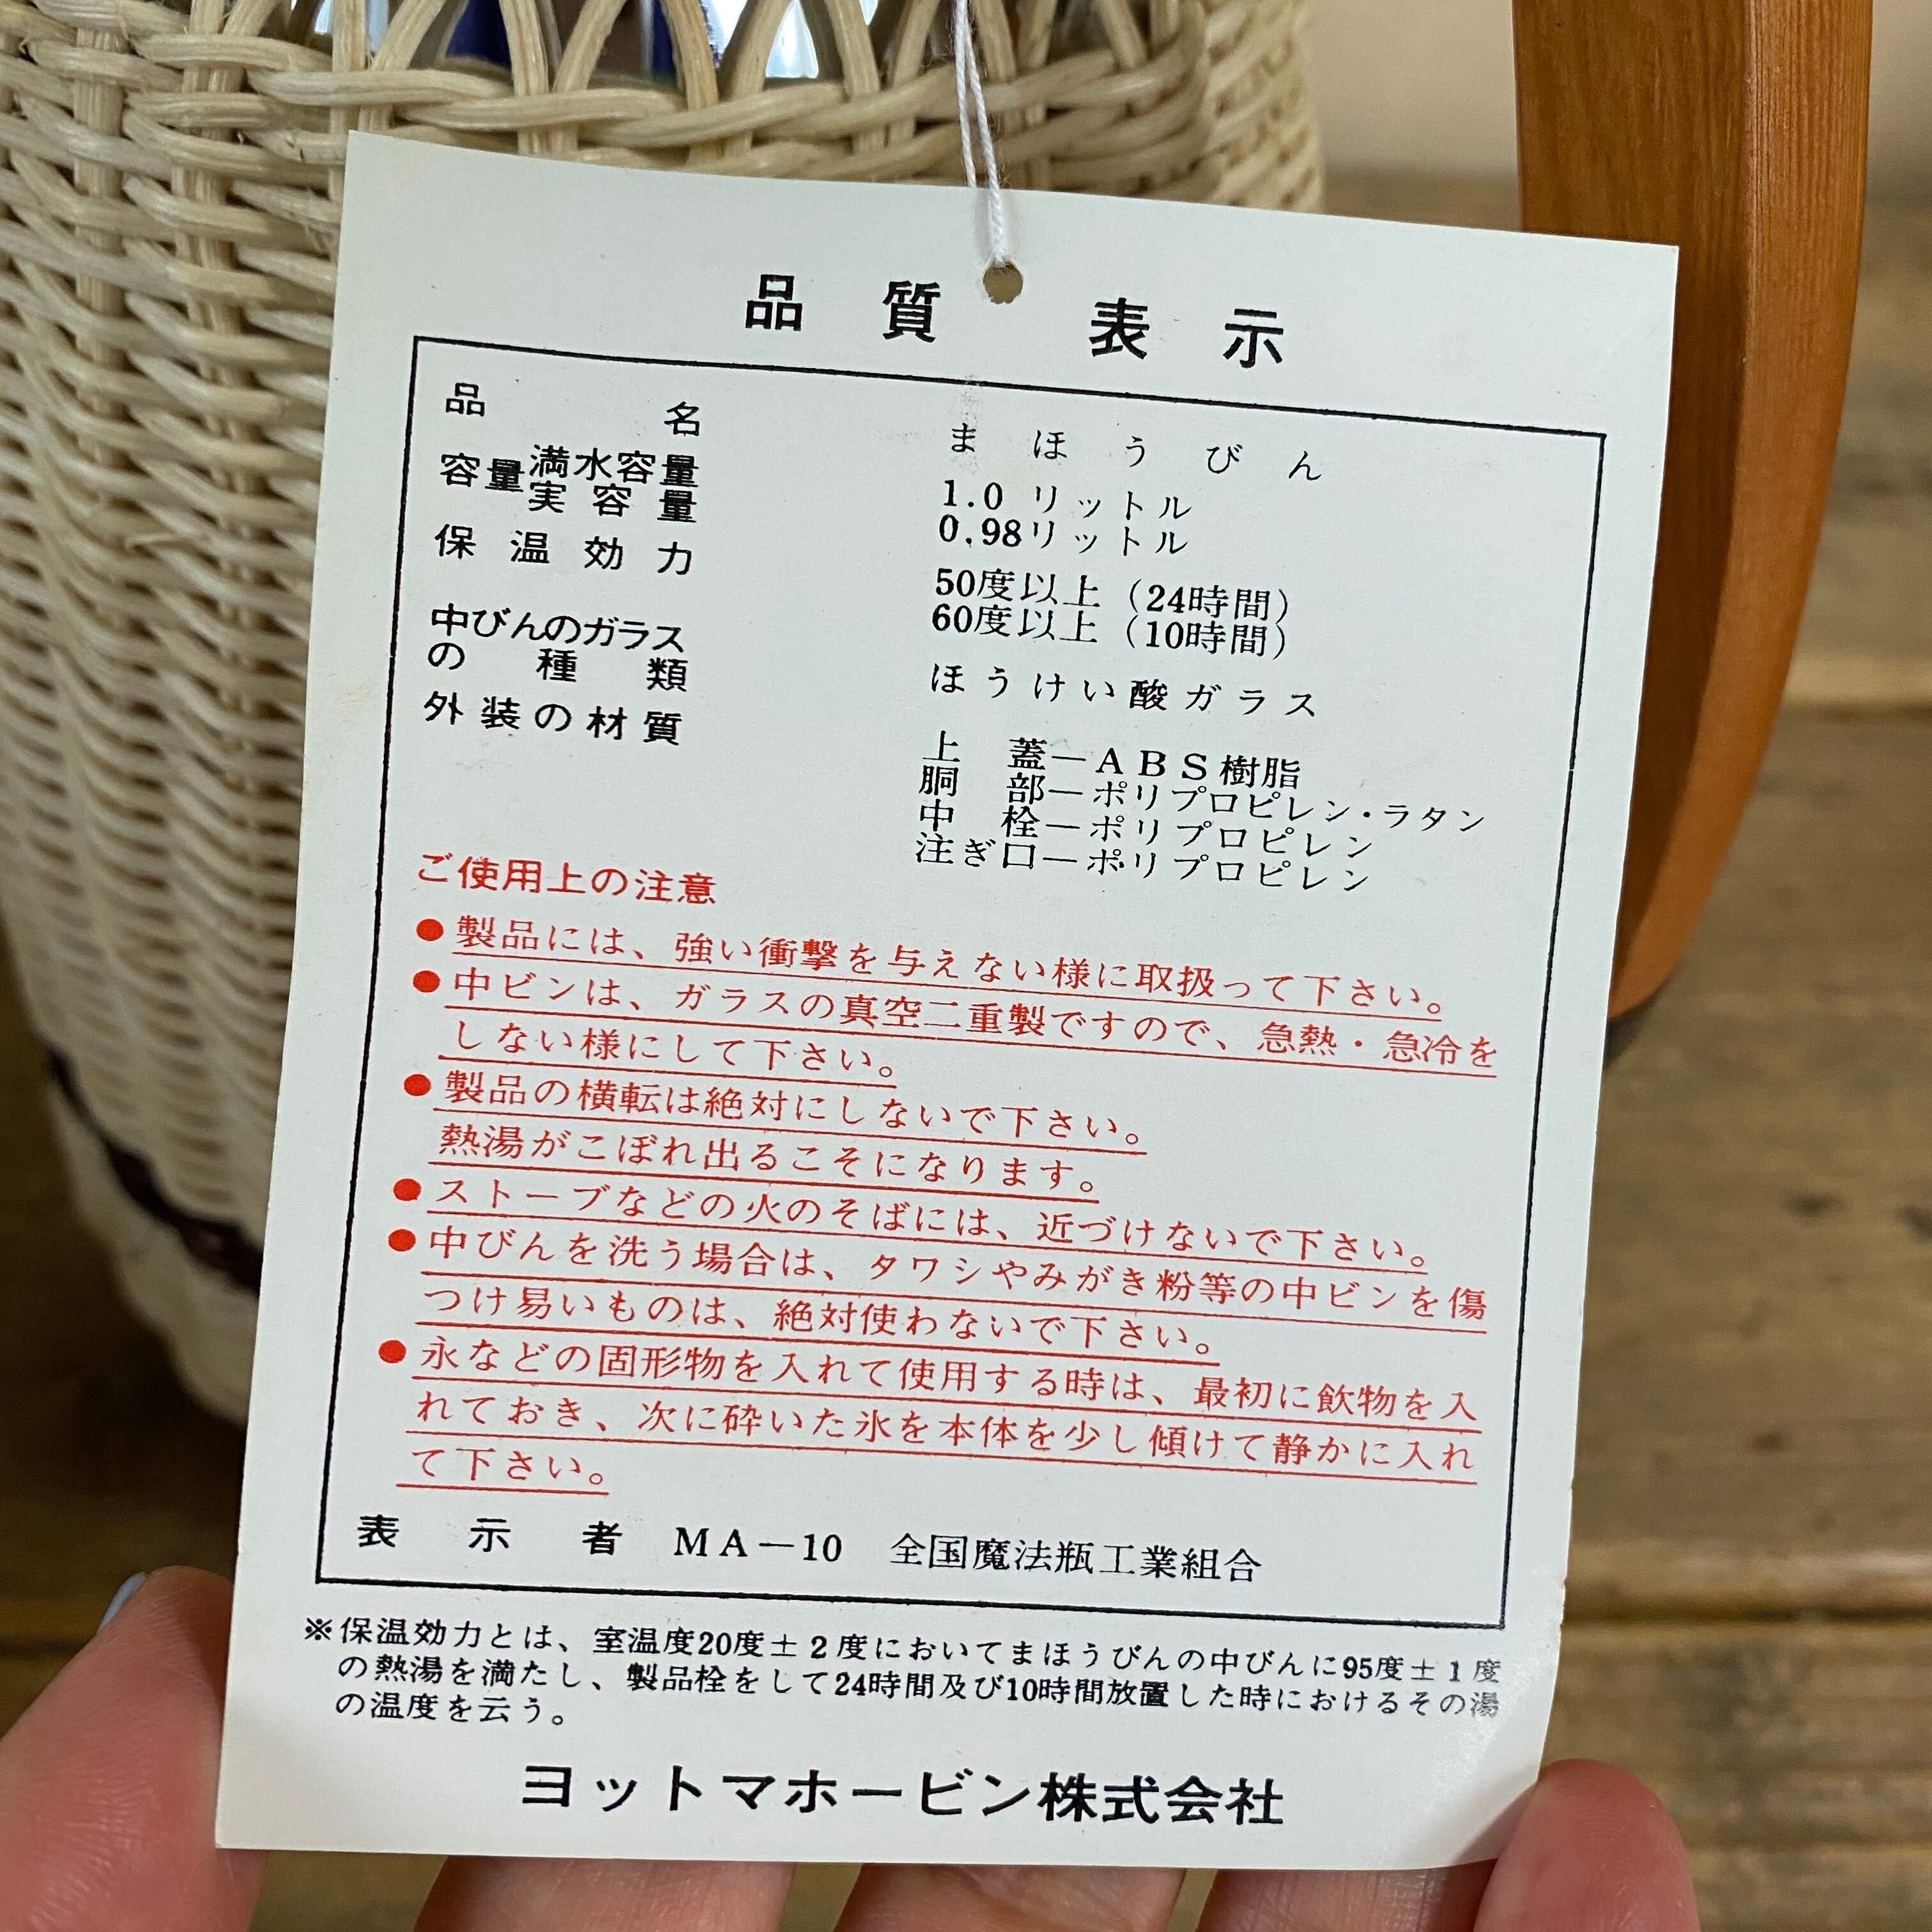 品質表示
品名 まほうびん
容量 満水容量 1.0 リットル
実容量 0.98リットル
保温効力 50度以上（24時間）
60度以上（10時間）
中びんのガラス
の種類 ほうけい酸ガラス
外装の材質 上蓋―ABS樹脂
胴部―ポリプロピレン・ラタン
中栓―ポリプロピレン
注ぎ口―ポリプロピレン
ご使用上の注意
●製品には、強い衝撃を与えない様に取扱って下さい。
●中ビンは、ガラスの真空二重製ですので、急熱・急冷を
しない様にして下さい。
●製品の横転は絶対にしないで下さい。
熱湯がこぼれ出るこそになります。
●ストーブなどの火のそばには、近づけないで下さい。
●中びんを洗う場合は、タワシやみがき粉等の中ビンを傷
つけ易いものは、絶対使わないで下さい。
●永などの固形物を入れて使用する時は、最初に飲物を入
れておき、次に砕いた氷を本体を少し傾けて静かに入れ
て下さい。
表示者 MA－10 全国魔法瓶工業組合
※保温効力とは、室温度20度±2度においてまほうびんの中びんに95度±1度
の熱湯を満たし、製品栓をして24時間及び10時間放置した時におけるその湯
の温度を云う。
ヨットマホービン株式会社